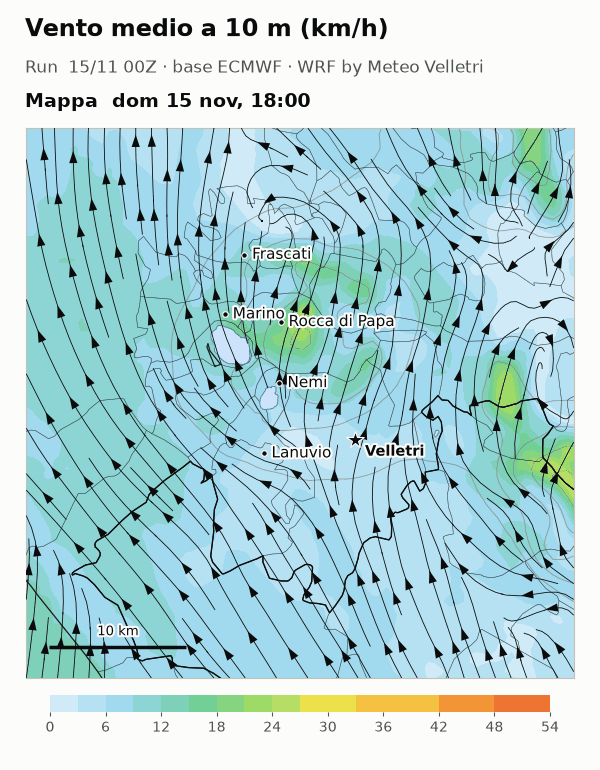 Vento medio a 10 m (km/h)
Run  15/11 00Z · base ECMWF · WRF by Meteo Velletri
Mappa  dom 15 nov, 18:00
Frascati
Marino
Rocca di Papa
Nemi
Velletri
Lanuvio
10 km
0 6 12 18 24 30 36 42 48 54